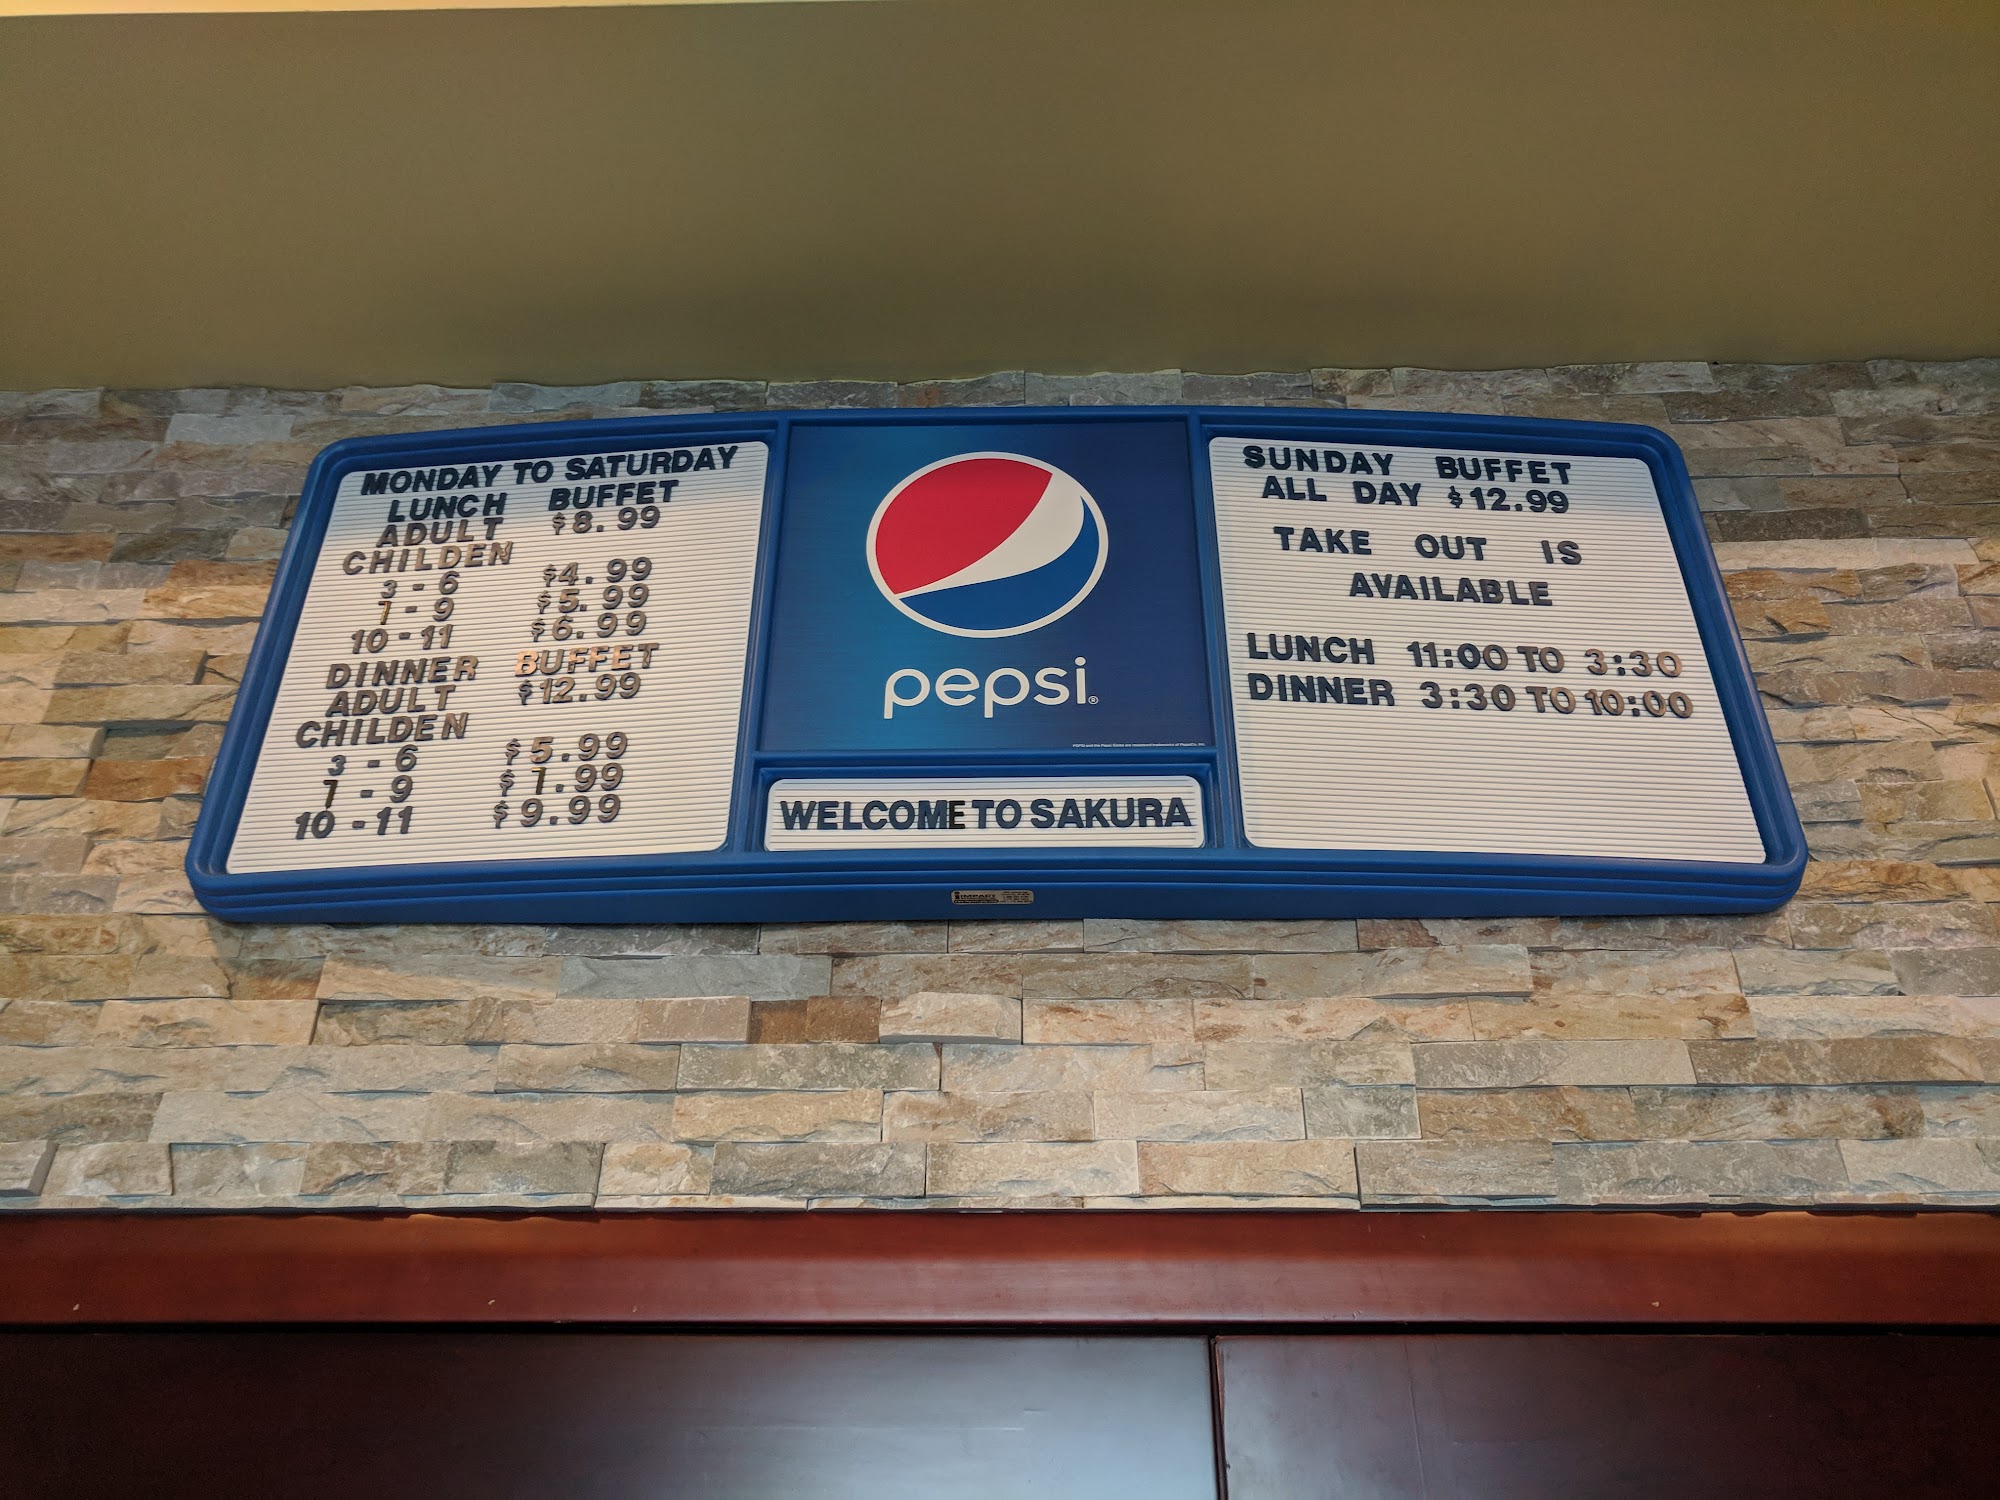 MONDAY TO SATURDAY
LUNCH BUFFET
ADULT $8.99
CHILDEN
3 - 6 $4.99
7 - 9 $5.99
10 - 11 $6.99
DINNER BUFFET
ADULT $12.99
CHILDEN
3 - 6 $5.99
7 - 9 $7.99
10 - 11 $9.99
pepsi®
WELCOME TO SAKURA
IMPACT
SUNDAY BUFFET
ALL DAY $12.99
TAKE OUT IS
AVAILABLE
LUNCH 11:00 TO 3:30
DINNER 3:30 TO 10:00